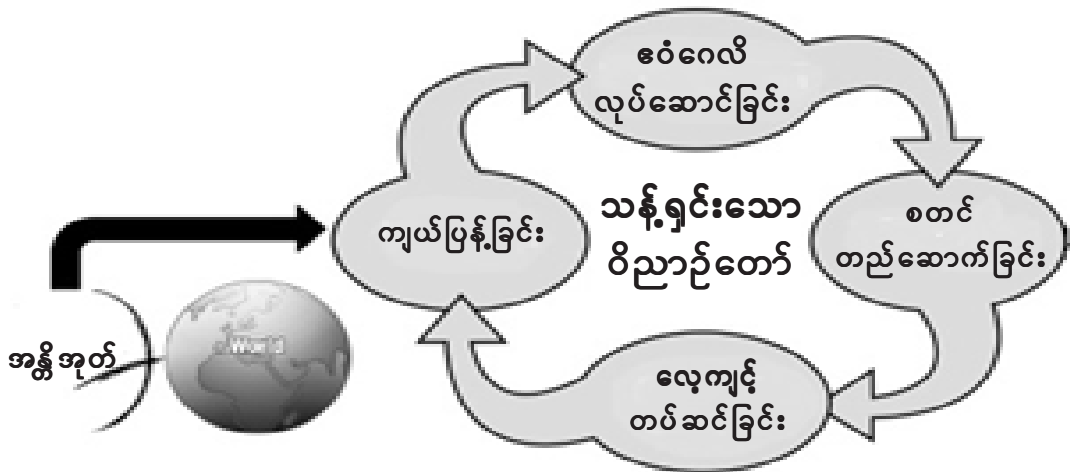 ဧဝံဂေလိ
လုပ်ဆောင်ခြင်း
ကျယ်ပြန့်ခြင်း
သန့်ရှင်းသော
ဝိညာဉ်တော်
စတင်
တည်ဆောက်ခြင်း
အန္တိအုတ်
World
လေ့ကျင့်
တပ်ဆင်ခြင်း